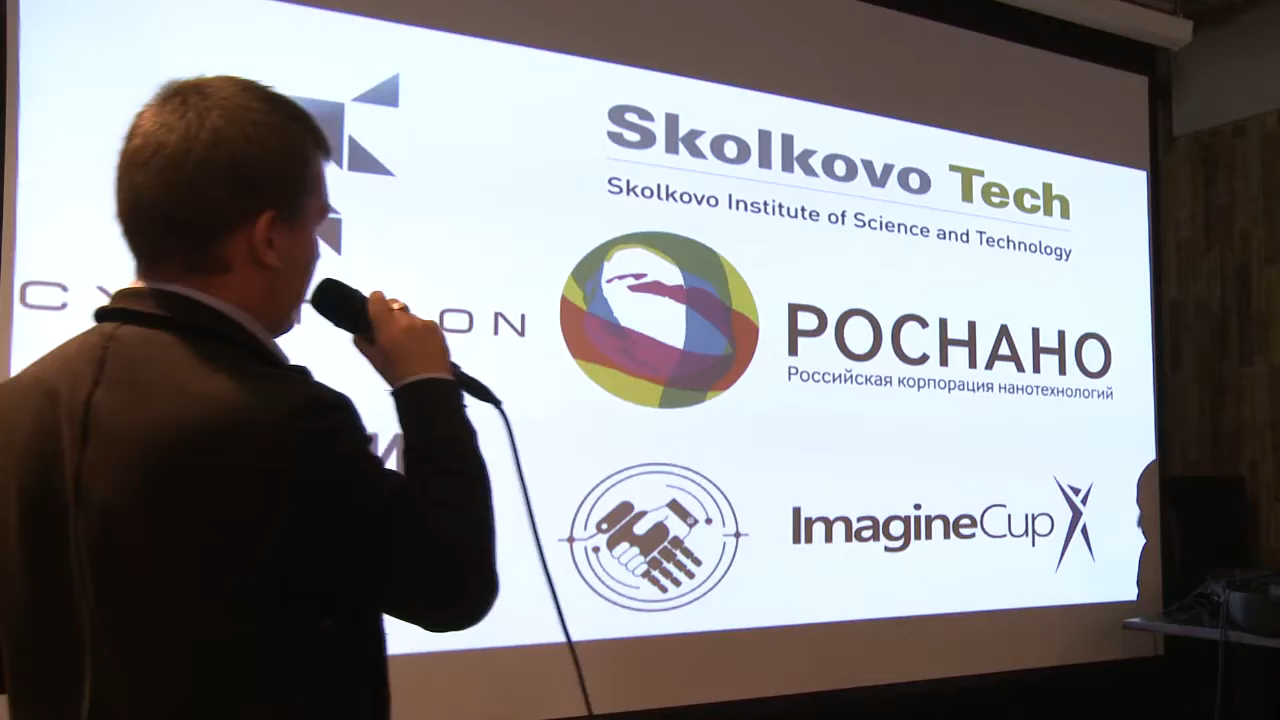 Skolkovo Tech
Skolkovo Institute of Science and Technology
РОСНАНО
Российская корпорация нанотехнологий
ImagineCup